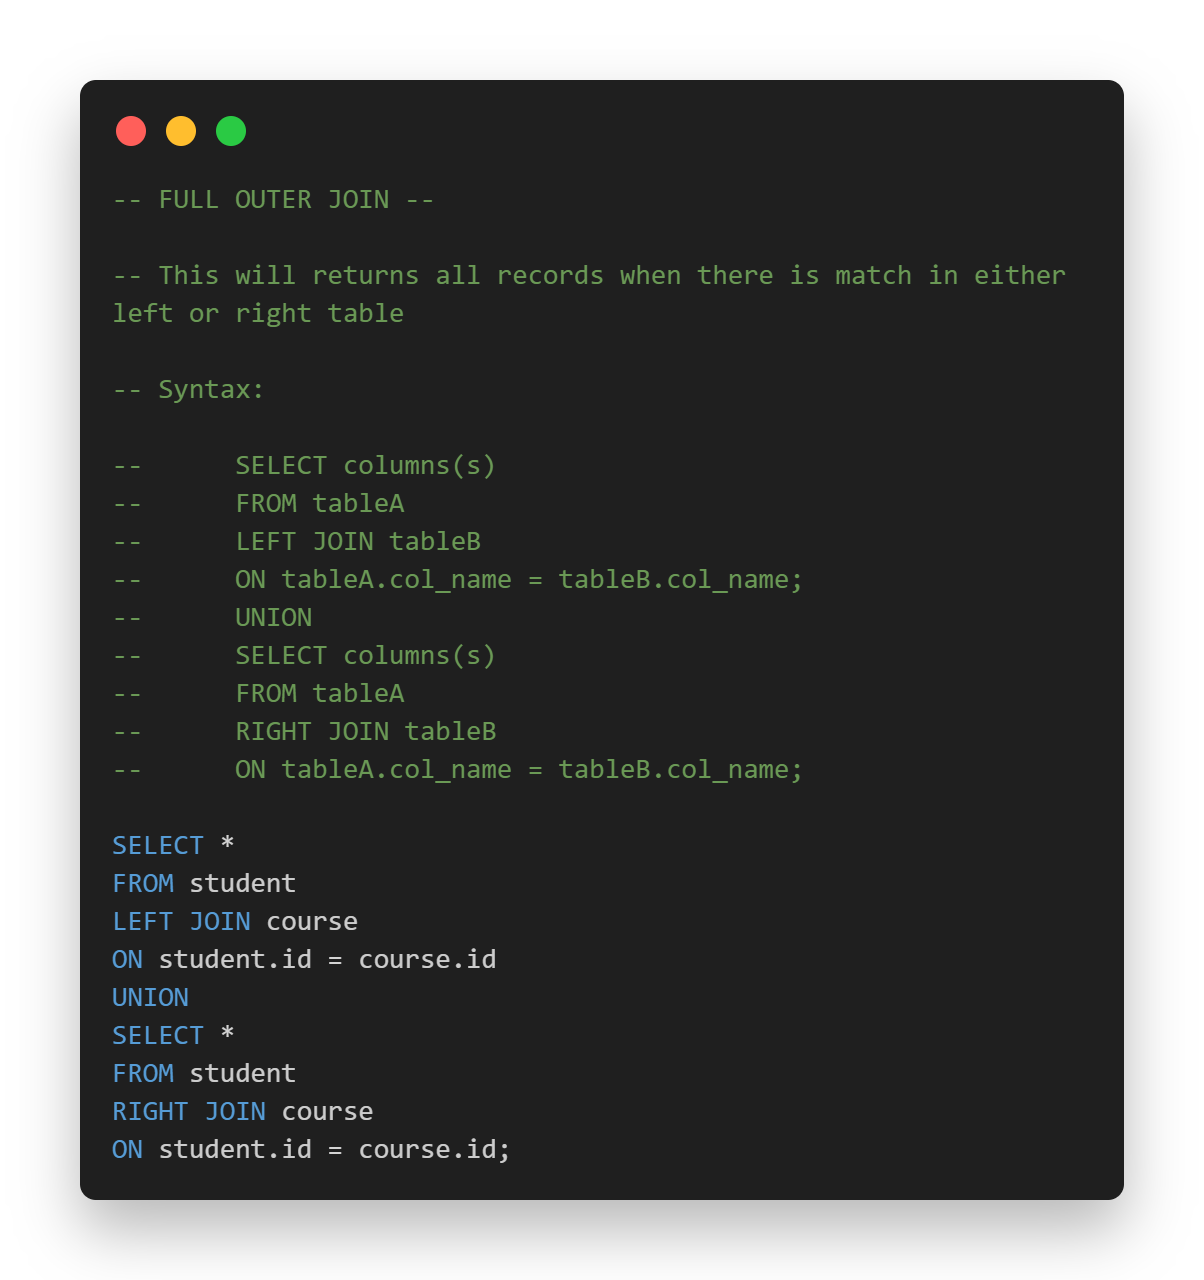 -- FULL OUTER JOIN --
-- This will returns all records when there is match in either
left or right table
-- Syntax:
--      SELECT columns(s)
--      FROM tableA
--      LEFT JOIN tableB
--      ON tableA.col_name = tableB.col_name;
--      UNION
--      SELECT columns(s)
--      FROM tableA
--      RIGHT JOIN tableB
--      ON tableA.col_name = tableB.col_name;
SELECT *
FROM student
LEFT JOIN course
ON student.id = course.id
UNION
SELECT *
FROM student
RIGHT JOIN course
ON student.id = course.id;